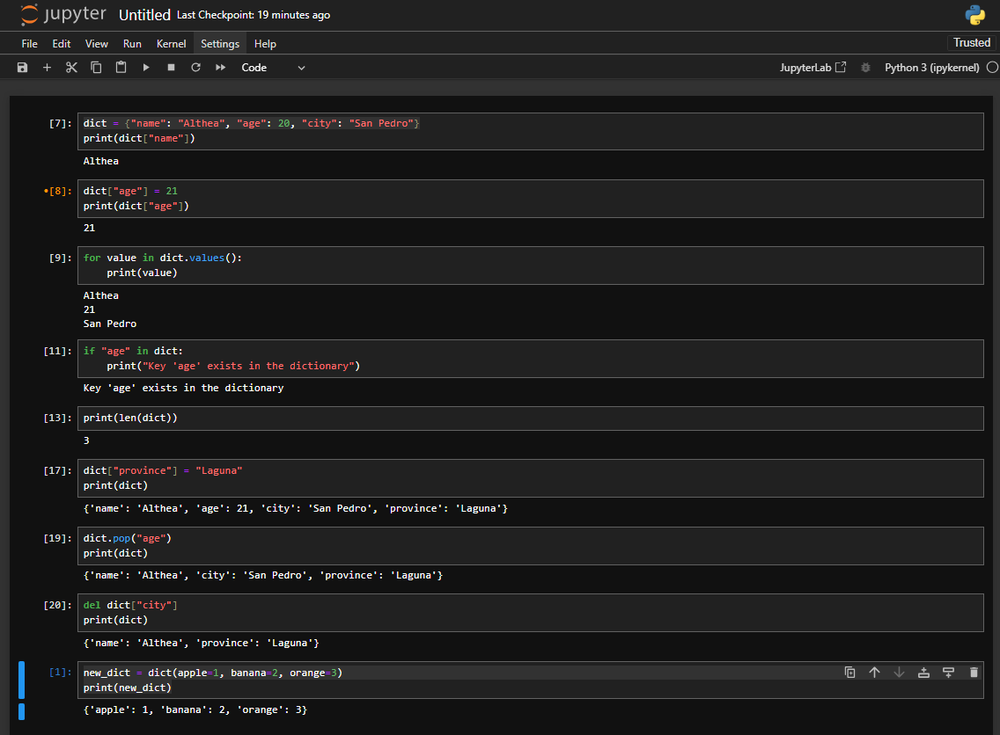 jupyter Untitled Last Checkpoint: 19 minutes ago
File Edit View Run Kernel Settings Help Trusted
Code JupyterLab Python 3 (ipykernel)
[7]: dict = {"name": "Althea", "age": 20, "city": "San Pedro"}
print(dict["name"])
Althea
•[8]: dict["age"] = 21
print(dict["age"])
21
[9]: for value in dict.values():
    print(value)
Althea
21
San Pedro
[11]: if "age" in dict:
    print("Key 'age' exists in the dictionary")
Key 'age' exists in the dictionary
[13]: print(len(dict))
3
[17]: dict["province"] = "Laguna"
print(dict)
{'name': 'Althea', 'age': 21, 'city': 'San Pedro', 'province': 'Laguna'}
[19]: dict.pop("age")
print(dict)
{'name': 'Althea', 'city': 'San Pedro', 'province': 'Laguna'}
[20]: del dict["city"]
print(dict)
{'name': 'Althea', 'province': 'Laguna'}
[1]: new_dict = dict(apple=1, banana=2, orange=3)
print(new_dict)
{'apple': 1, 'banana': 2, 'orange': 3}